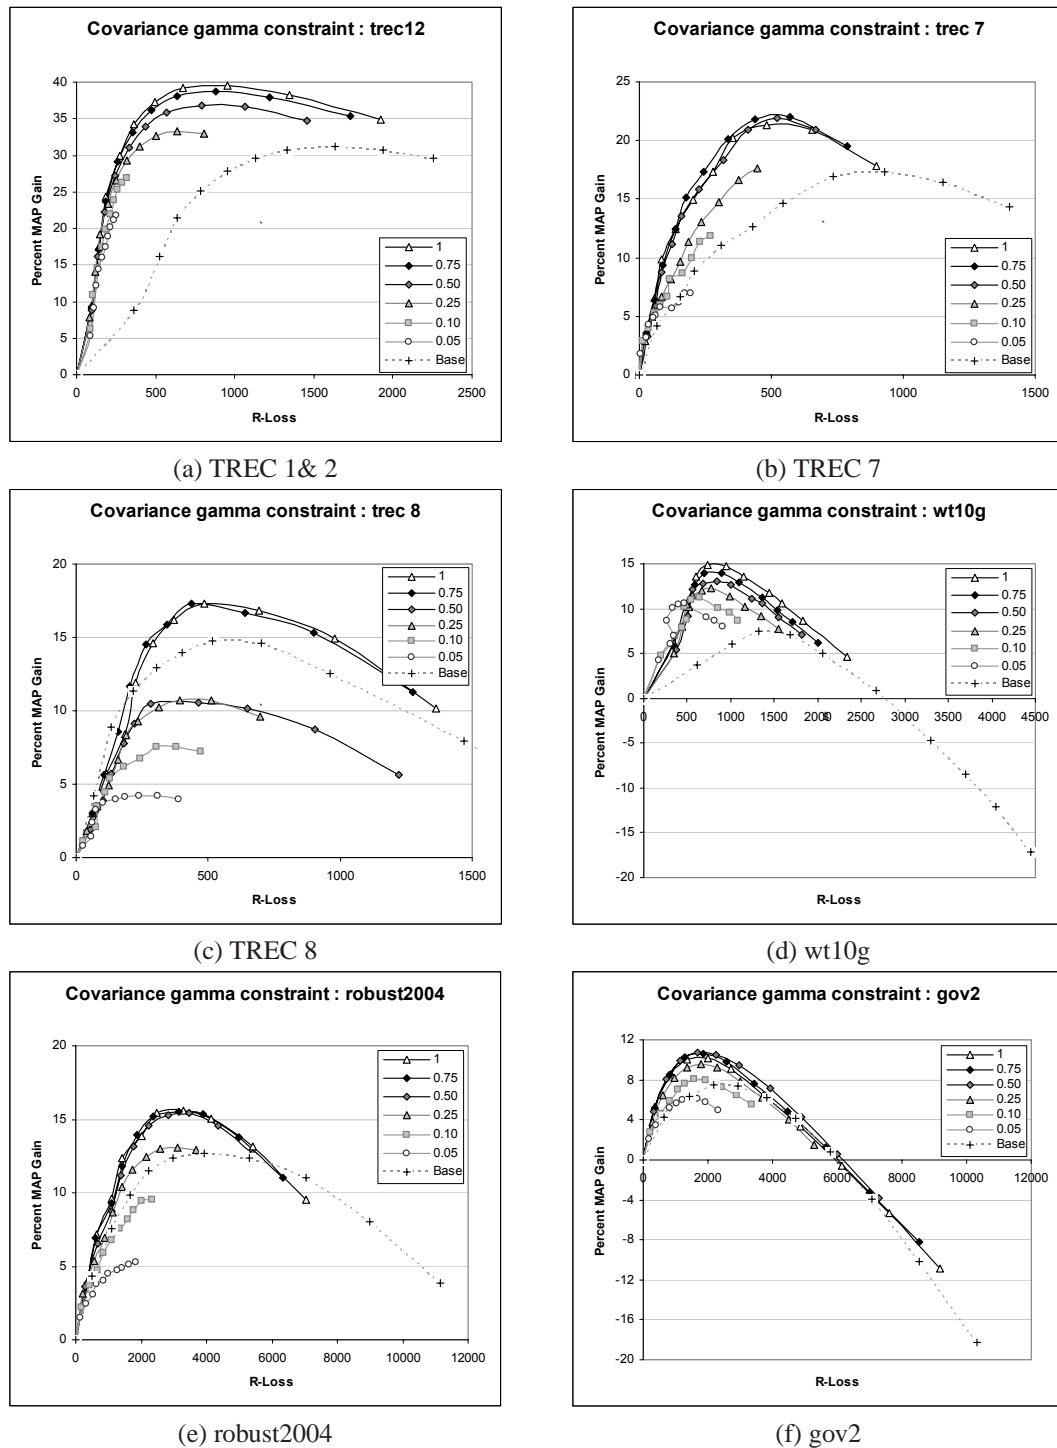 Covariance gamma constraint : trec12
Percent MAP Gain
40
35
30
25
20
15
10
5
0
0 500 1000 1500 2000 2500
R-Loss
1
0.75
0.50
0.25
0.10
0.05
Base
(a) TREC 1& 2
Covariance gamma constraint : trec 7
Percent MAP Gain
25
20
15
10
5
0
0 500 1000 1500
R-Loss
1
0.75
0.50
0.25
0.10
0.05
Base
(b) TREC 7
Covariance gamma constraint : trec 8
Percent MAP Gain
20
15
10
5
0
0 500 1000 1500
R-Loss
1
0.75
0.50
0.25
0.10
0.05
Base
(c) TREC 8
Covariance gamma constraint : wt10g
Percent MAP Gain
15
10
5
0
-5
-10
-15
-20
0 500 1000 1500 2000 2500 3000 3500 4000 4500
R-Loss
1
0.75
0.50
0.25
0.10
0.05
Base
(d) wt10g
Covariance gamma constraint : robust2004
Percent MAP Gain
20
15
10
5
0
0 2000 4000 6000 8000 10000 12000
R-Loss
1
0.75
0.50
0.25
0.10
0.05
Base
(e) robust2004
Covariance gamma constraint : gov2
Percent MAP Gain
12
8
4
0
-4
-8
-12
-16
-20
0 2000 4000 6000 8000 10000 12000
R-Loss
1
0.75
0.50
0.25
0.10
0.05
Base
(f) gov2